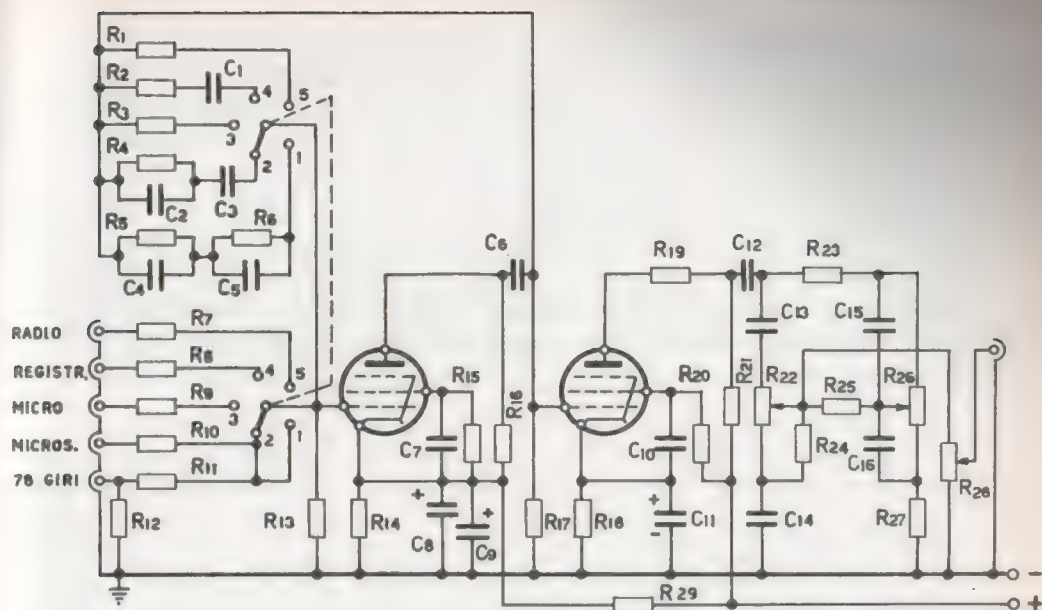 R1
R2 C1 4 5
R3 3
R4 2 1
C2 C3
R5 R6
C4 C5
C6
RADIO R7
REGISTR. R8 4 5
MICRO R9 3
MICROS. R10 2 1
78 GIRI R11
R12 R13
R14 C7 R15 R16
+ C8 + C9
R17 R18 C10 R20
+ C11 -
R19 R21 C12 R23
C13 C15
R22 R25 R26
R24 C16 R28
C14 R27
R29
-
+